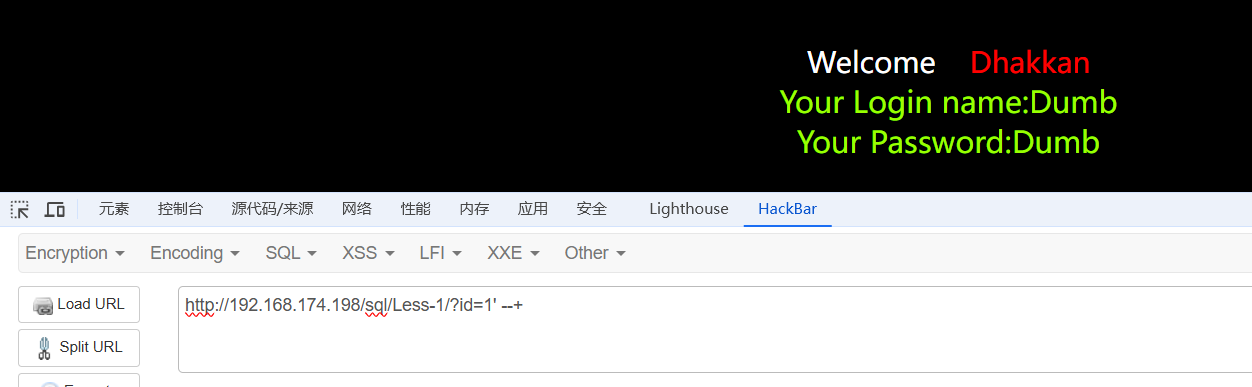 Welcome Dhakkan
Your Login name:Dumb
Your Password:Dumb
元素 控制台 源代码/来源 网络 性能 内存 应用 安全 Lighthouse HackBar
Encryption Encoding SQL XSS LFI XXE Other
Load URL
http://192.168.174.198/sql/Less-1/?id=1' --+
Split URL